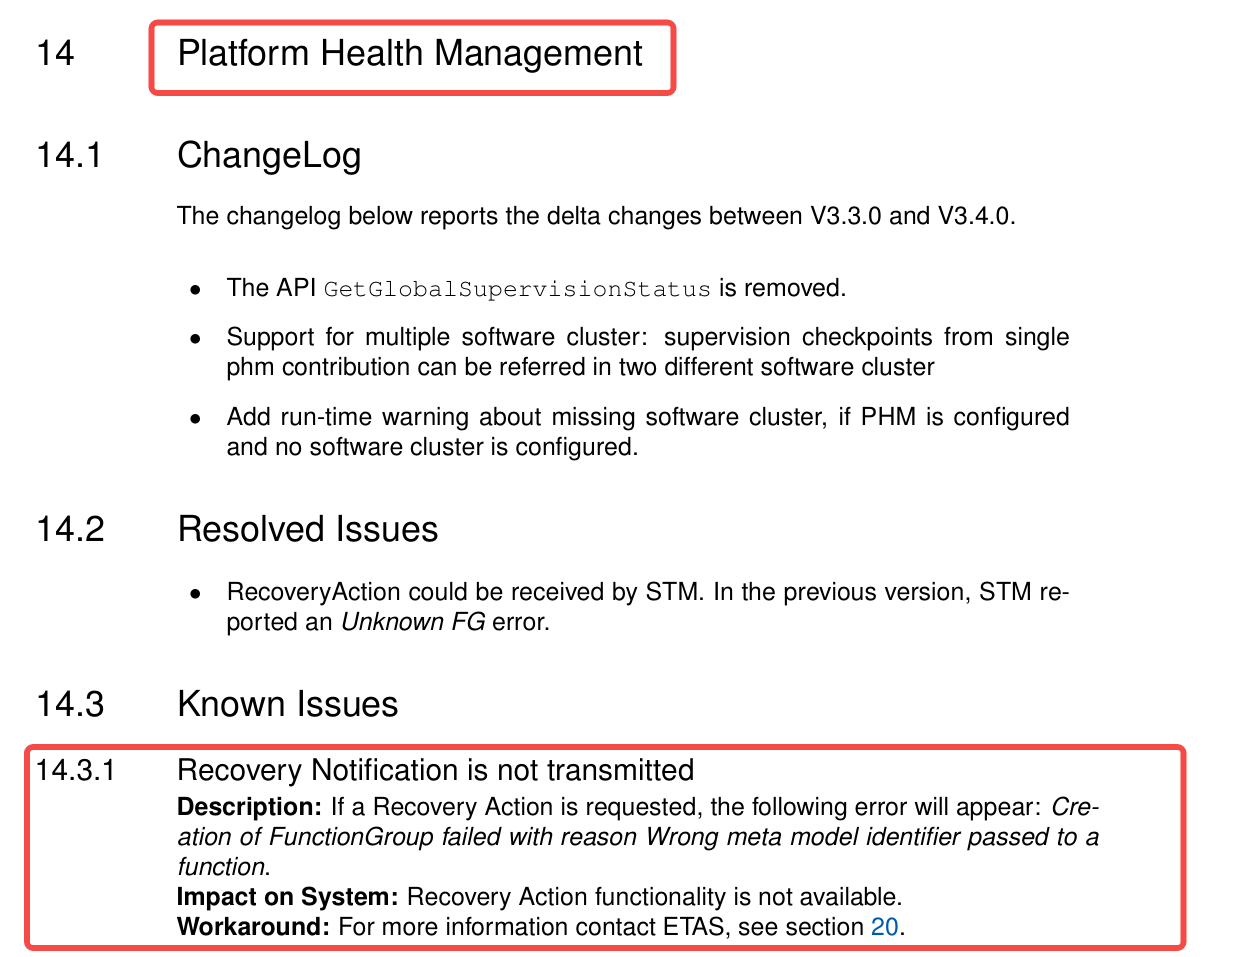 14 Platform Health Management
14.1 ChangeLog
The changelog below reports the delta changes between V3.3.0 and V3.4.0.
• The API GetGlobalSupervisionStatus is removed.
• Support for multiple software cluster: supervision checkpoints from single
phm contribution can be referred in two different software cluster
• Add run-time warning about missing software cluster, if PHM is configured
and no software cluster is configured.
14.2 Resolved Issues
• RecoveryAction could be received by STM. In the previous version, STM re-
ported an Unknown FG error.
14.3 Known Issues
14.3.1 Recovery Notification is not transmitted
Description: If a Recovery Action is requested, the following error will appear: Cre-
ation of FunctionGroup failed with reason Wrong meta model identifier passed to a
function.
Impact on System: Recovery Action functionality is not available.
Workaround: For more information contact ETAS, see section 20.